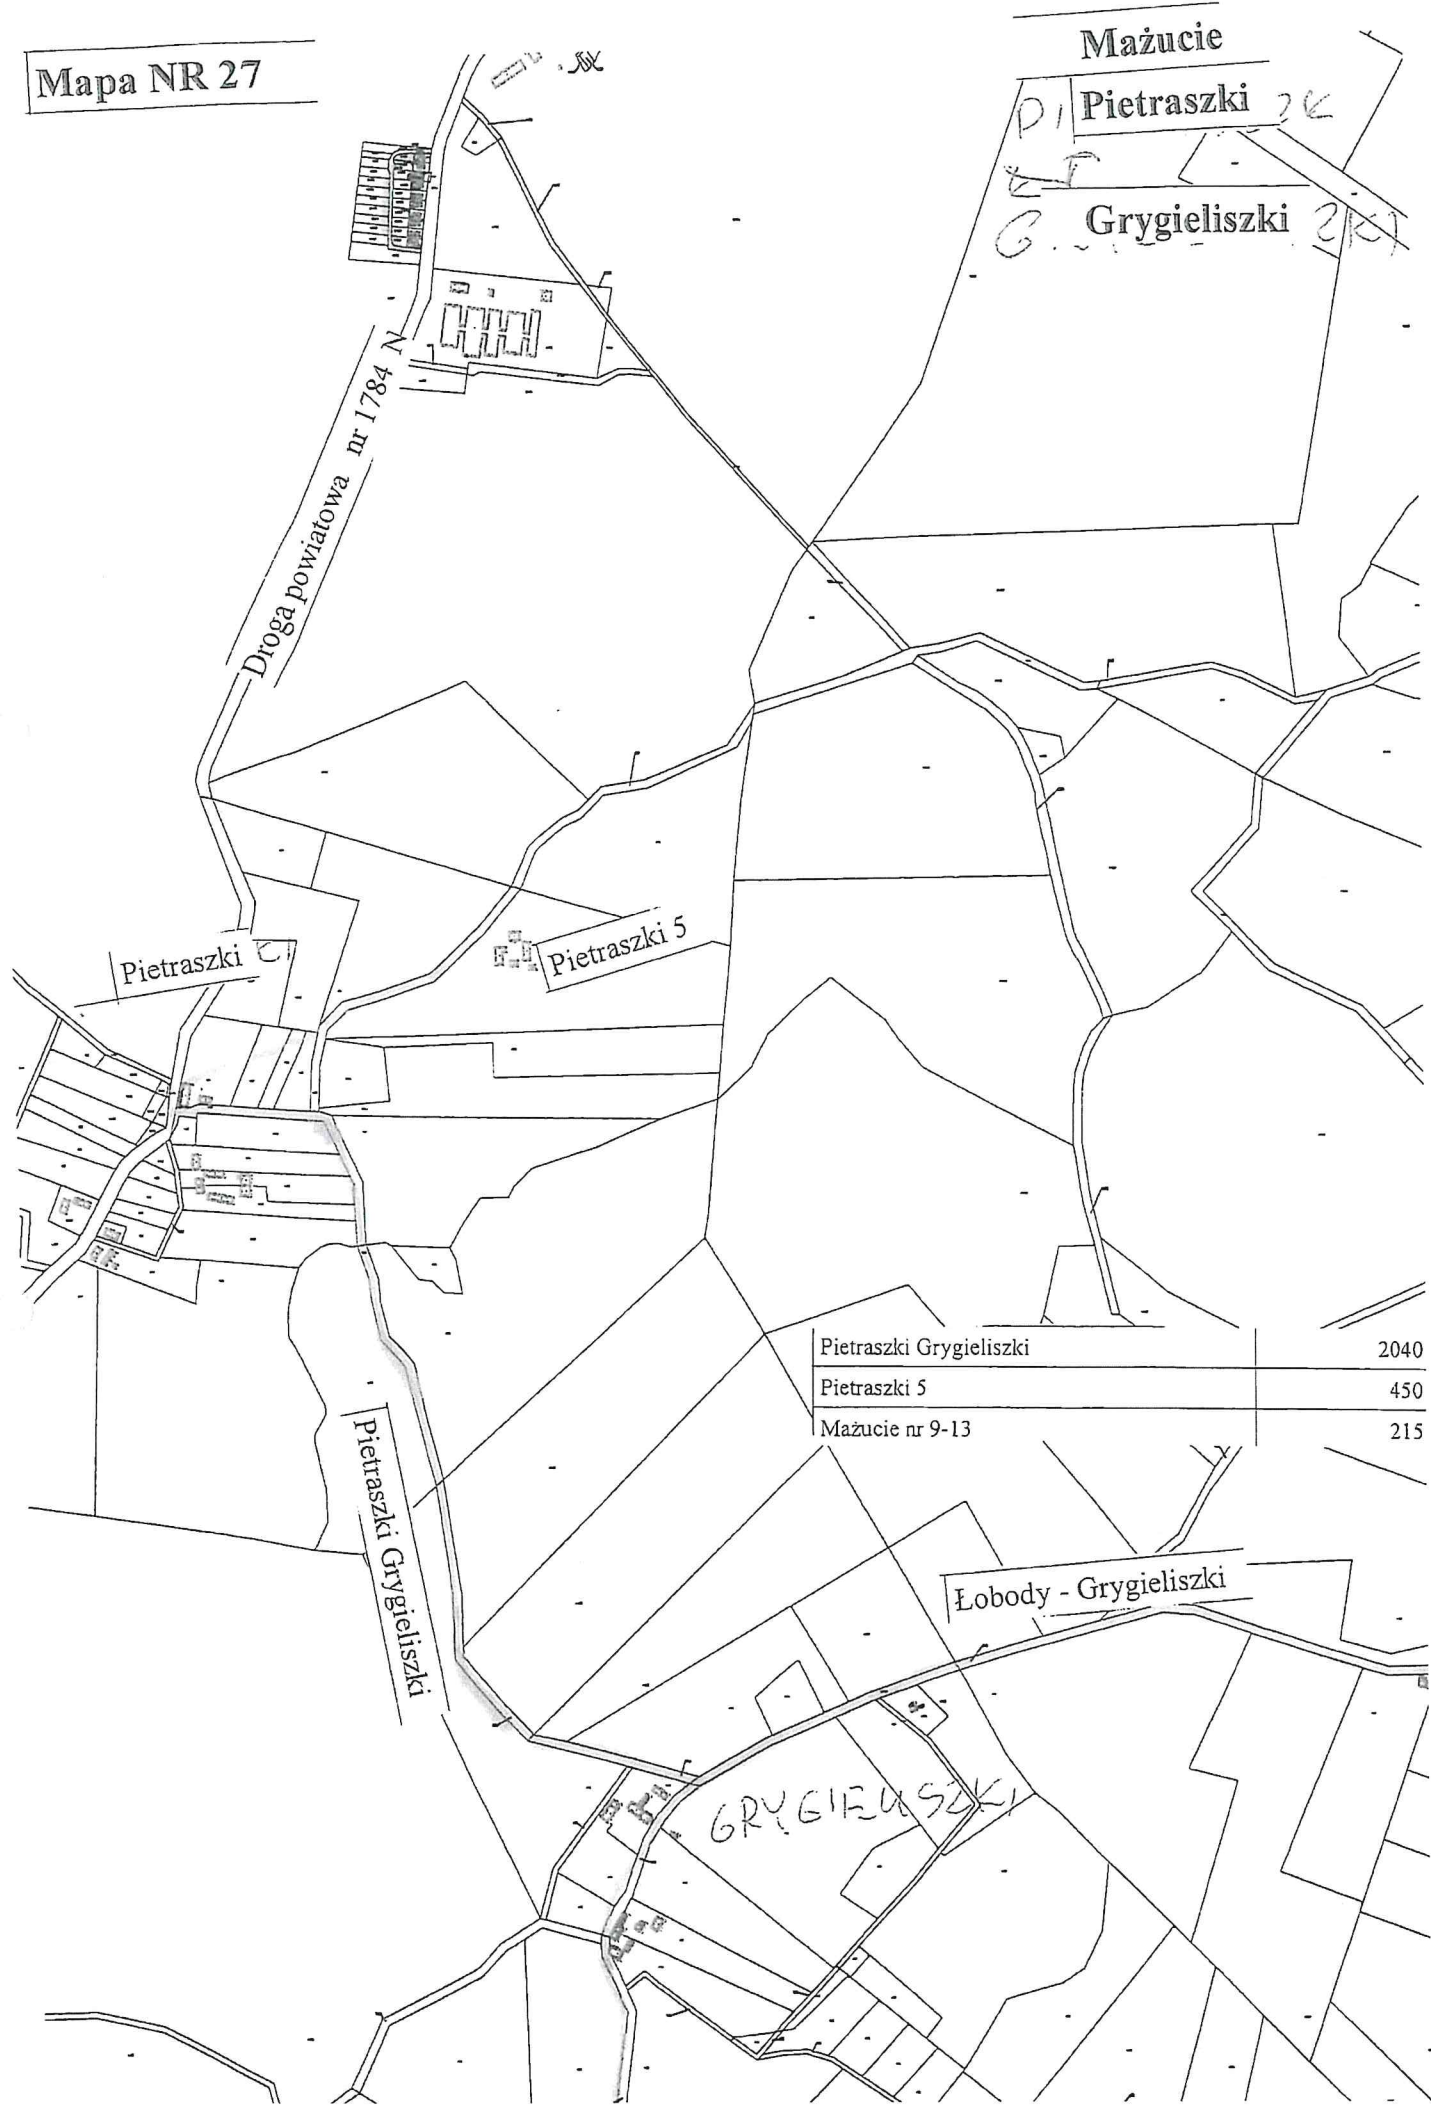 Mapa NR 27
Mażucie
Pietraszki
Grygieliszki
Droga powiatowa nr 1784 N
Pietraszki 5
Pietraszki
Pietraszki Grygieliszki 2040
Pietraszki 5 450
Mażucie nr 9-13 215
Pietraszki Grygieliszki
Łobody - Grygieliszki
GRYGIELISZKI